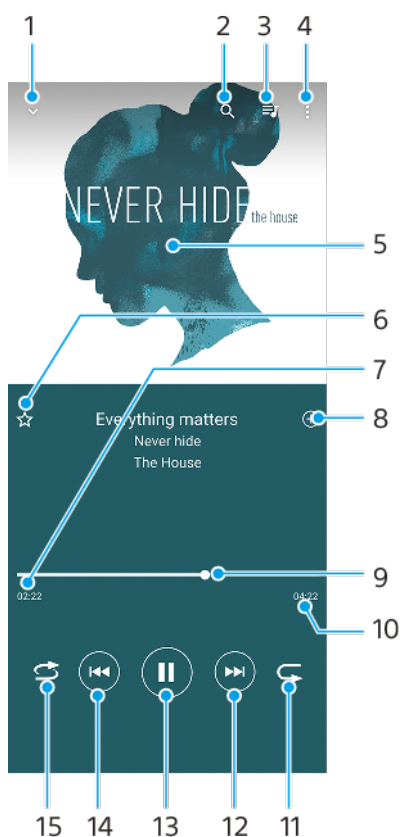 1 2 3 4
NEVER HIDE the house
5
6
7
Everything matters
8
Never hide
The House
9
02:22 04:22
10
15 14 13 12 11